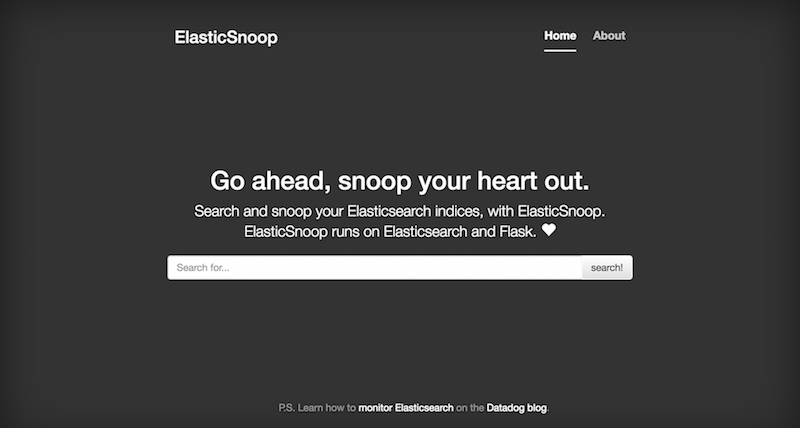 ElasticSnoop
Home About
Go ahead, snoop your heart out.
Search and snoop your Elasticsearch indices, with ElasticSnoop.
ElasticSnoop runs on Elasticsearch and Flask.
Search for... search!
P.S. Learn how to monitor Elasticsearch on the Datadog blog.